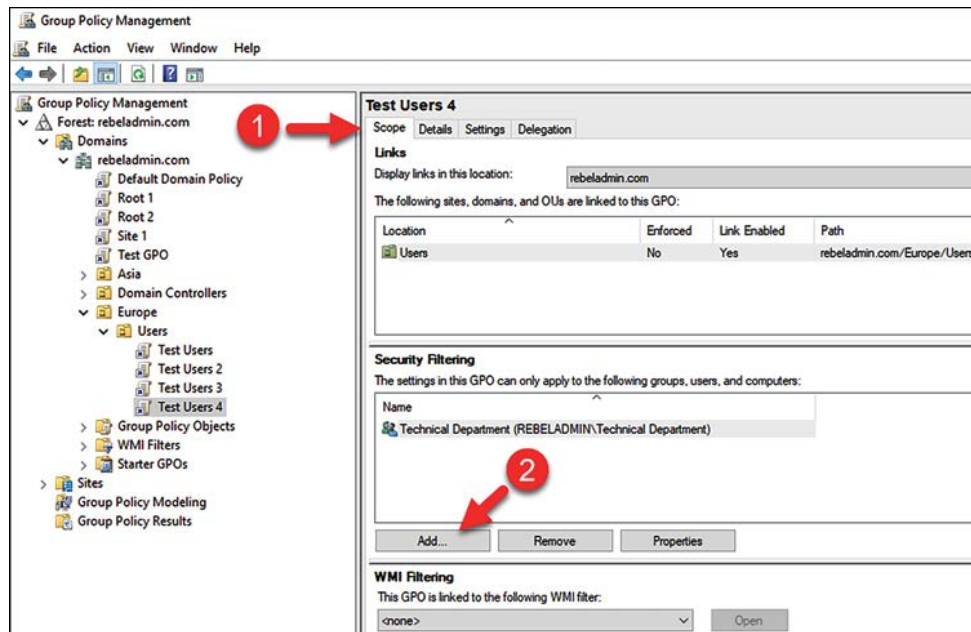 Group Policy Management
File Action View Window Help
Group Policy Management
Forest: rebeladmin.com
Domains
rebeladmin.com
Default Domain Policy
Root 1
Root 2
Site 1
Test GPO
Asia
Domain Controllers
Europe
Users
Test Users
Test Users 2
Test Users 3
Test Users 4
Group Policy Objects
WMI Filters
Starter GPOs
Sites
Group Policy Modeling
Group Policy Results
1
Test Users 4
Scope Details Settings Delegation
Links
Display links in this location: rebeladmin.com
The following sites, domains, and OUs are linked to this GPO:
Location Enforced Link Enabled Path
Users No Yes rebeladmin.com/Europe/Users
Security Filtering
The settings in this GPO can only apply to the following groups, users, and computers:
Name
Technical Department (REBELADMIN\Technical Department)
2
Add... Remove Properties
WMI Filtering
This GPO is linked to the following WMI filter:
<none> Open